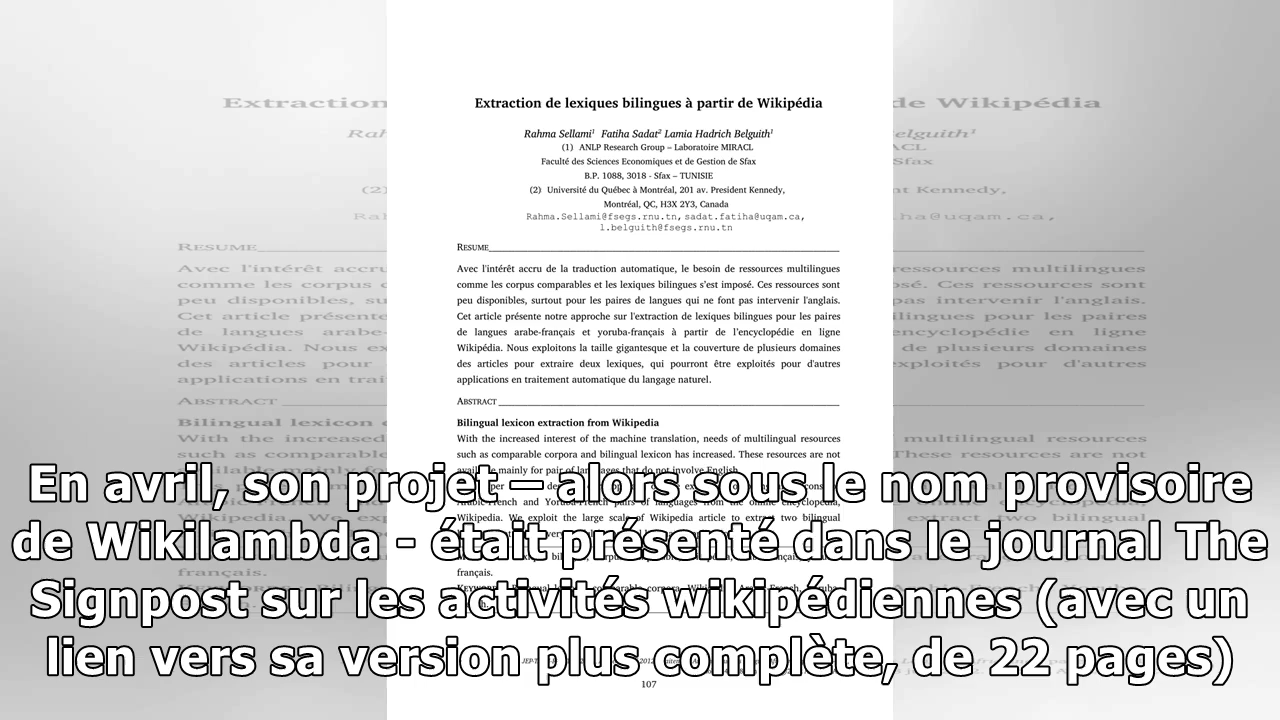 Extraction de lexiques bilingues à partir de Wikipédia
Rahma Sellami¹ Fatiha Sadat² Lamia Hadrich Belguith¹
(1) ANLP Research Group – Laboratoire MIRACL
Faculté des Sciences Economiques et de Gestion de Sfax
B.P. 1088, 3018 - Sfax – TUNISIE
(2) Université du Québec à Montréal, 201 av. President Kennedy,
Montréal, QC, H3X 2Y3, Canada
Rahma.Sellami@fsegs.rnu.tn, sadat.fatiha@uqam.ca,
l.belguith@fsegs.rnu.tn
RESUME
Avec l'intérêt accru de la traduction automatique, le besoin de ressources multilingues
comme les corpus comparables et les lexiques bilingues s'est imposé. Ces ressources sont
peu disponibles, surtout pour les paires de langues qui ne font pas intervenir l'anglais.
Cet article présente notre approche sur l'extraction de lexiques bilingues pour les paires
de langues arabe-français et yoruba-français à partir de l'encyclopédie en ligne
Wikipédia. Nous exploitons la taille gigantesque et la couverture de plusieurs domaines
des articles pour extraire deux lexiques, qui pourront être exploités pour d'autres
applications en traitement automatique du langage naturel.
ABSTRACT
Bilingual lexicon extraction from Wikipedia
With the increased interest of the machine translation, needs of multilingual resources
such as comparable corpora and bilingual lexicon has increased. These resources are not
mainly for pair of languages that do not involve English.
En avril, son projet – alors sous le nom provisoire
de Wikilambda - était présenté dans le journal The
Signpost sur les activités wikipédiennes (avec un
lien vers sa version plus complète, de 22 pages)
Wikipedia. We exploit the large scale of Wikipedia article to extract two bilingual
français.
107